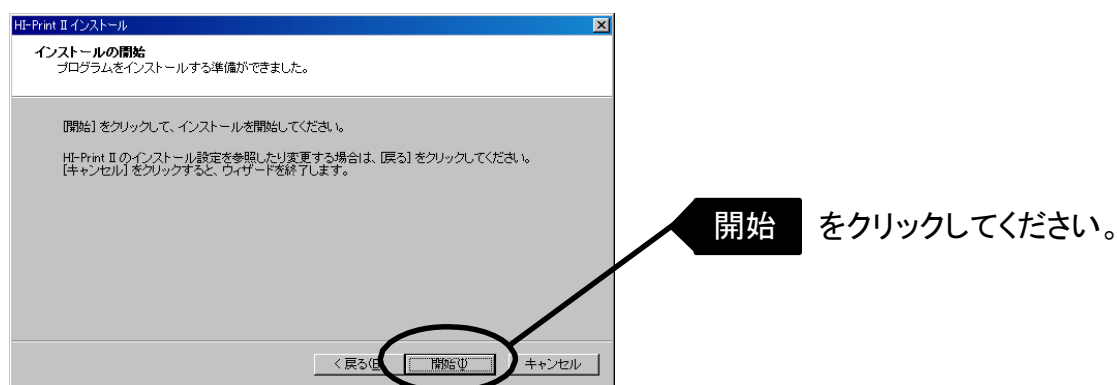 HI-Print Ⅱ インストール
インストールの開始
プログラムをインストールする準備ができました。
[開始] をクリックして、インストールを開始してください。
HI-Print Ⅱ のインストール設定を参照したり変更する場合は、[戻る] をクリックしてください。
[キャンセル] をクリックすると、ウィザードを終了します。
開始 をクリックしてください。
< 戻る(B 開始(I) キャンセル